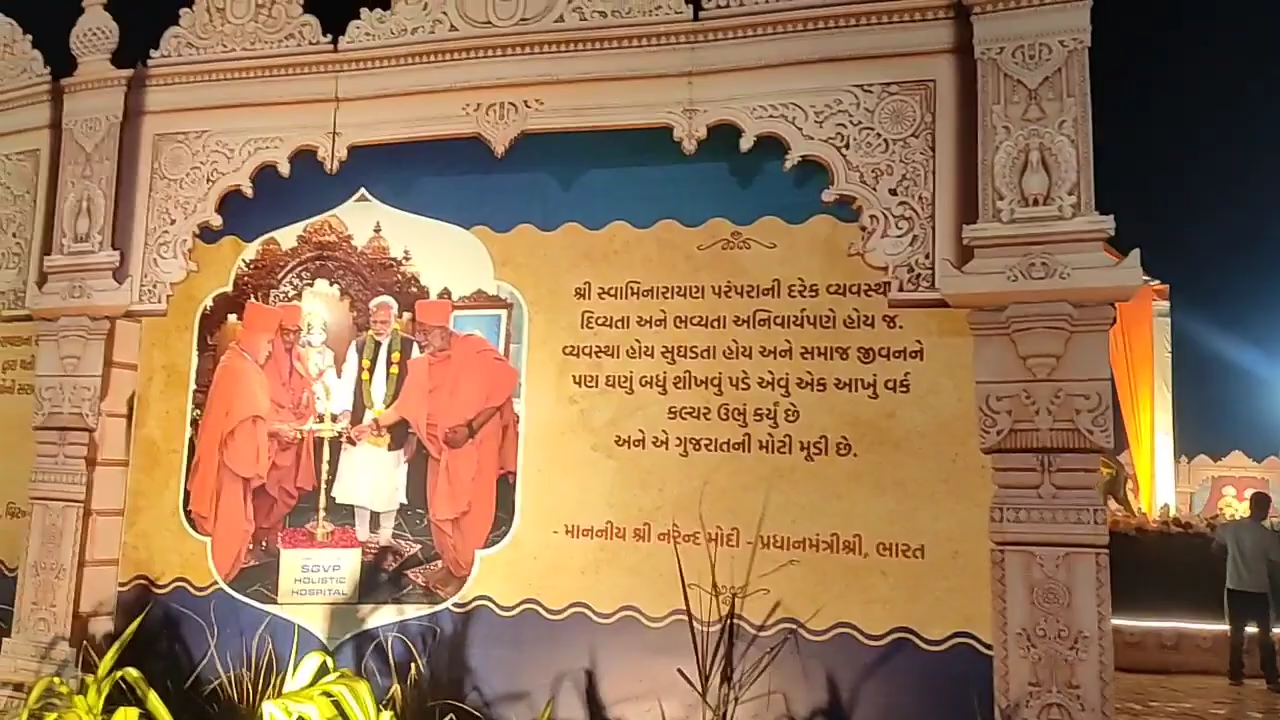 શ્રી સ્વામિનારાયણ પરંપરાની દરેક
દિવ્યતા અને ભવ્યતા અનિવાર્યપણે હોય જ.
વ્યવસ્થા હોય સુઘડતા હોય અને સમાજ જીવનને
પણ ઘણું બધું શીખવું પડે એવું એક આખું વર્ક
કલ્ચર ઉભું કર્યું છે
અને એ ગુજરાતની મોટી મૂડી છે.
- માનનીય શ્રી નરેન્દ્ર મોદી - પ્રધાનમંત્રીશ્રી, ભારત
SGVP
HOLISTIC
HOSPITAL